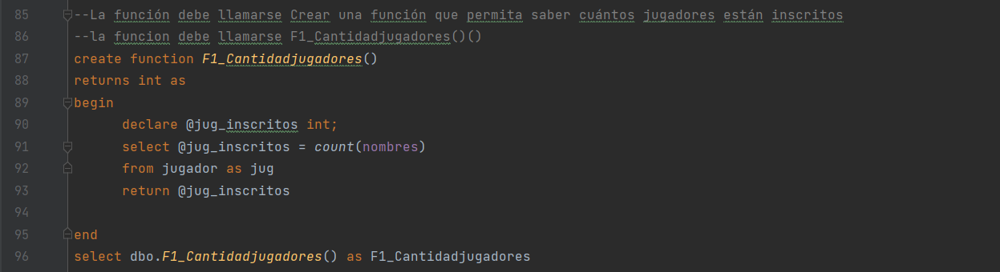 85 --La función debe llamarse Crear una función que permita saber cuántos jugadores están inscritos
86 --la funcion debe llamarse F1_Cantidadjugadores()()
87 create function F1_Cantidadjugadores()
88 returns int as
89 begin
90 declare @jug_inscritos int;
91 select @jug_inscritos = count(nombres)
92 from jugador as jug
93 return @jug_inscritos
94
95 end
96 select dbo.F1_Cantidadjugadores() as F1_Cantidadjugadores